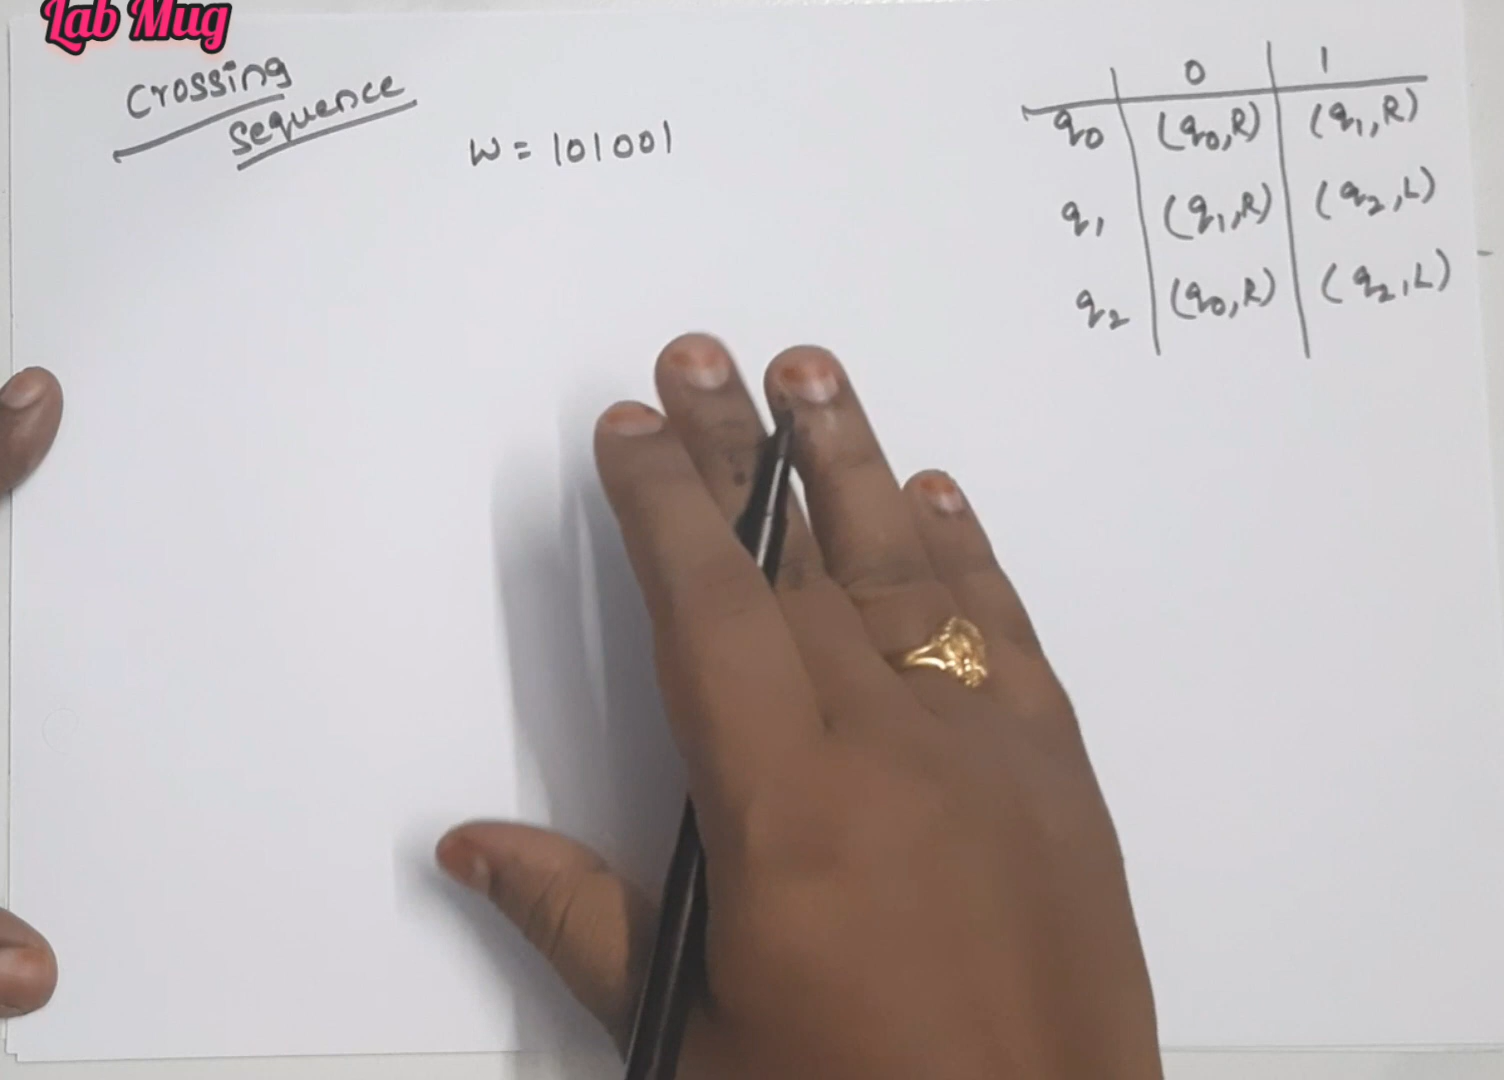 Lab Mug
Crossing
Sequence
w = 101001
0 1
q0 (q0,R) (q1,R)
q1 (q1,R) (q2,L)
q2 (q0,R) (q2,L)